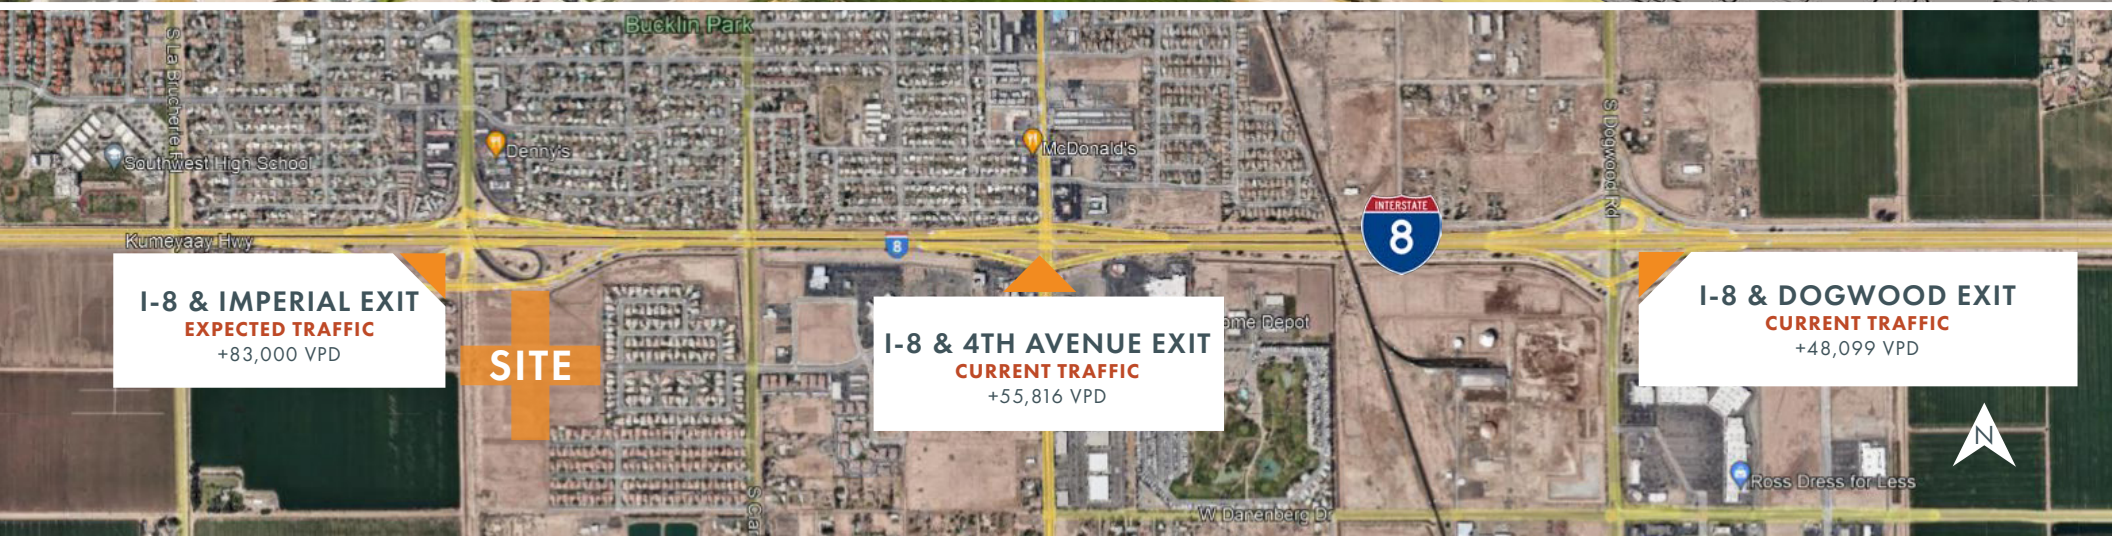 Bucklin Park
S La Brucherie Rd
Denny's
McDonald's
Southwest High School
S Dogwood Rd
Kumeyaay Hwy
8
INTERSTATE
8
I-8 & IMPERIAL EXIT
EXPECTED TRAFFIC
+83,000 VPD
SITE
I-8 & 4TH AVENUE EXIT
CURRENT TRAFFIC
+55,816 VPD
ome Depot
I-8 & DOGWOOD EXIT
CURRENT TRAFFIC
+48,099 VPD
N
Ross Dress for Less
S Car
W Danenberg Dr